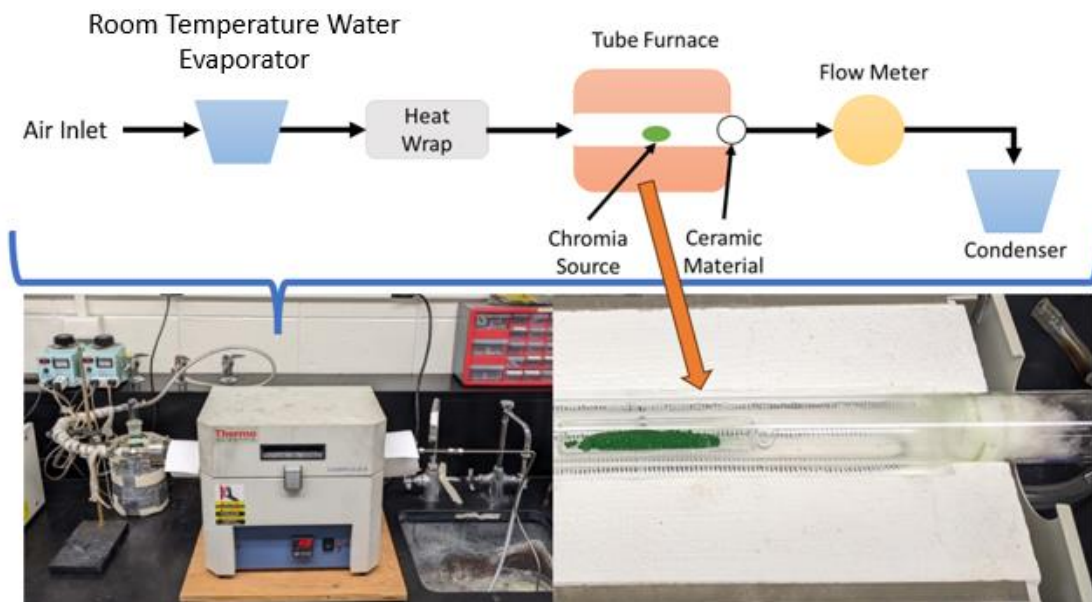 Room Temperature Water
Evaporator
Tube Furnace
Flow Meter
Air Inlet
Heat
Wrap
Chromia
Source
Ceramic
Material
Condenser
Thermo